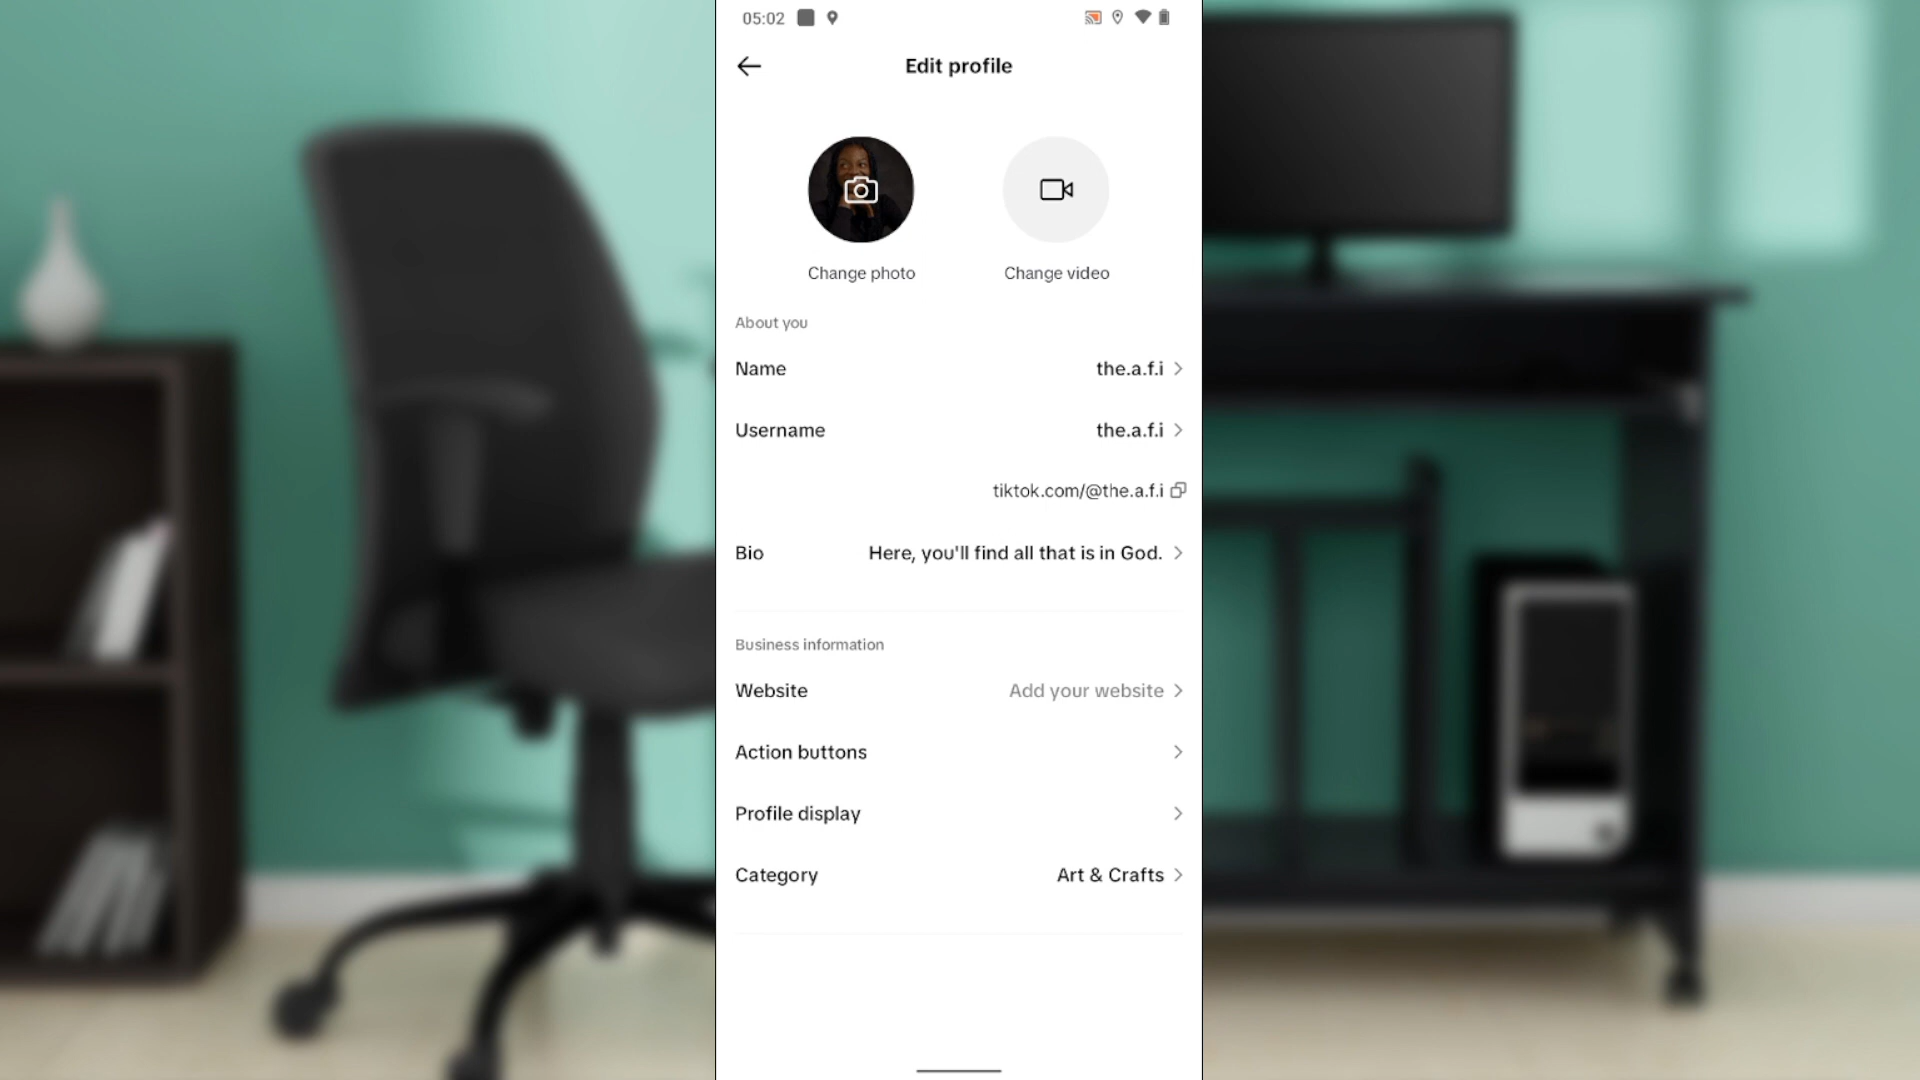 05:02
Edit profile
Change photo
Change video
About you
Name the.a.f.i
Username the.a.f.i
tiktok.com/@the.a.f.i
Bio Here, you'll find all that is in God.
Business information
Website Add your website
Action buttons
Profile display
Category Art & Crafts